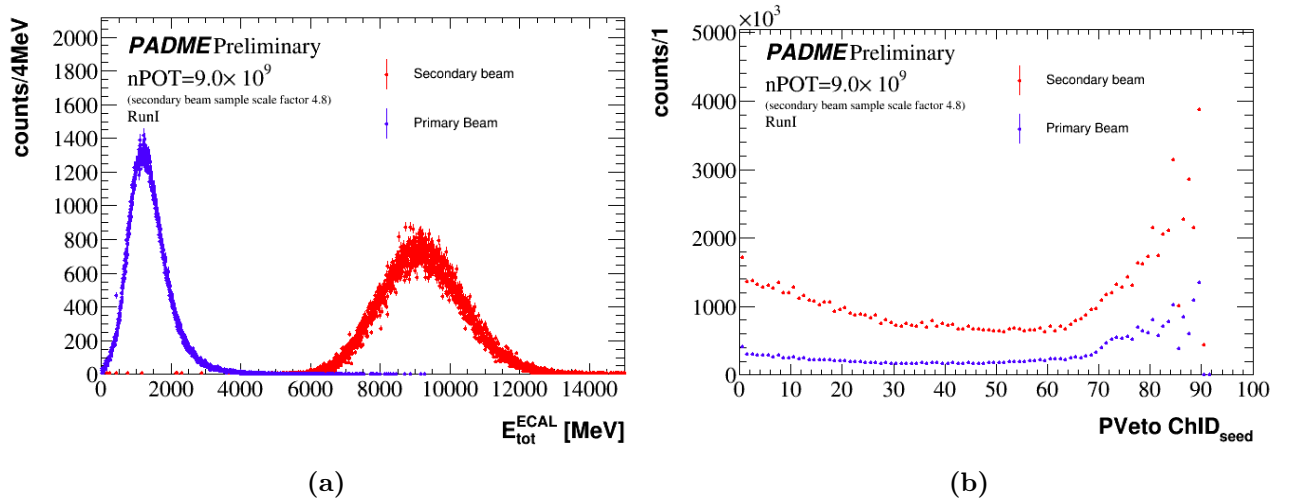 PADME Preliminary
nPOT=9.0× 10⁹
(secondary beam sample scale factor 4.8)
RunI
Secondary beam
Primary Beam
counts/4MeV
2000
1800
1600
1400
1200
1000
800
600
400
200
0
0 2000 4000 6000 8000 10000 12000 14000
E_tot^ECAL [MeV]
(a)
×10³
PADME Preliminary
nPOT=9.0× 10⁹
(secondary beam sample scale factor 4.8)
RunI
Secondary beam
Primary Beam
counts/1
5000
4000
3000
2000
1000
0
0 10 20 30 40 50 60 70 80 90 100
PVeto ChID_seed
(b)